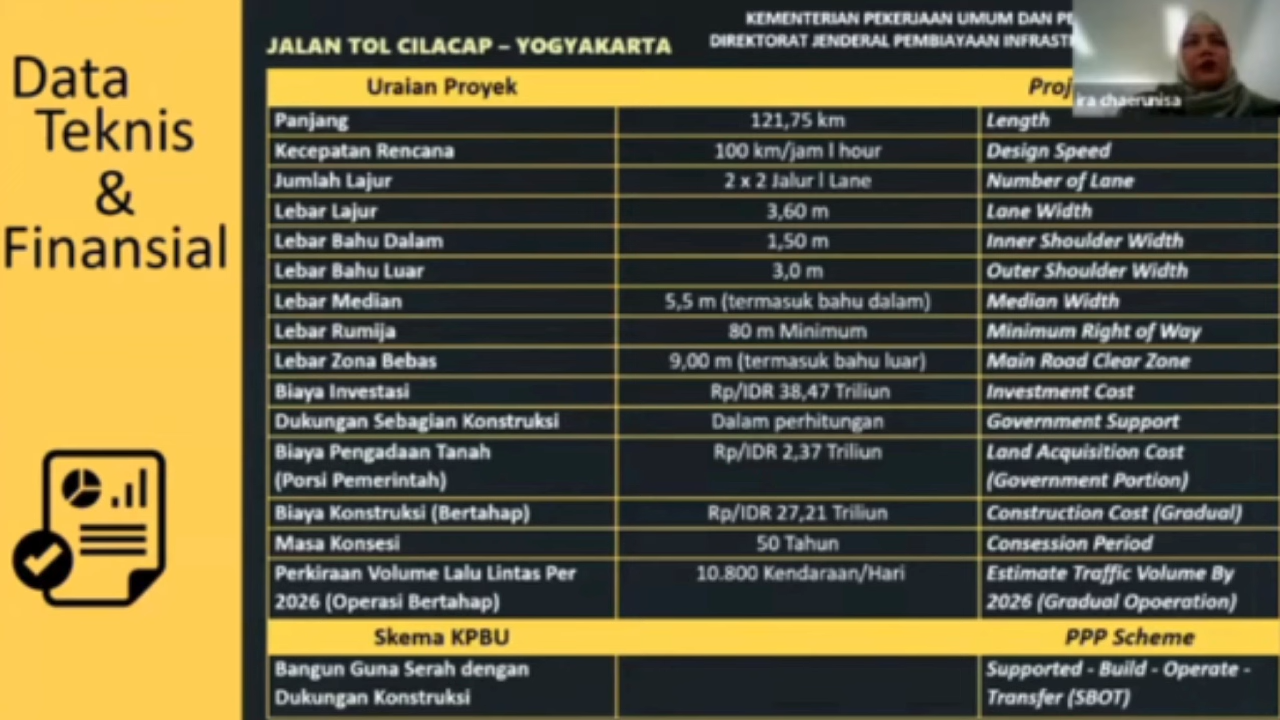 Data
Teknis
&
Finansial
JALAN TOL CILACAP – YOGYAKARTA
KEMENTERIAN PEKERJAAN UMUM DAN
DIREKTORAT JENDERAL PEMBIAYAAN
ira chaerunisa
Uraian Proyek
Panjang 121,75 km Length
Kecepatan Rencana 100 km/jam l hour Design Speed
Jumlah Lajur 2 x 2 Jalur l Lane Number of Lane
Lebar Lajur 3,60 m Lane Width
Lebar Bahu Dalam 1,50 m Inner Shoulder Width
Lebar Bahu Luar 3,0 m Outer Shoulder Width
Lebar Median 5,5 m (termasuk bahu dalam) Median Width
Lebar Rumija 80 m Minimum Minimum Right of Way
Lebar Zona Bebas 9,00 m (termasuk bahu luar) Main Road Clear Zone
Biaya Investasi Rp/IDR 38,47 Triliun Investment Cost
Dukungan Sebagian Konstruksi Dalam perhitungan Government Support
Biaya Pengadaan Tanah Rp/IDR 2,37 Triliun Land Acquisition Cost
(Porsi Pemerintah) (Government Portion)
Biaya Konstruksi (Bertahap) Rp/IDR 27,21 Triliun Construction Cost (Gradual)
Masa Konsesi 50 Tahun Consession Period
Perkiraan Volume Lalu Lintas Per 10.800 Kendaraan/Hari Estimate Traffic Volume By
2026 (Operasi Bertahap) 2026 (Gradual Opoeration)
Skema KPBU PPP Scheme
Bangun Guna Serah dengan Supported - Build - Operate -
Dukungan Konstruksi Transfer (SBOT)